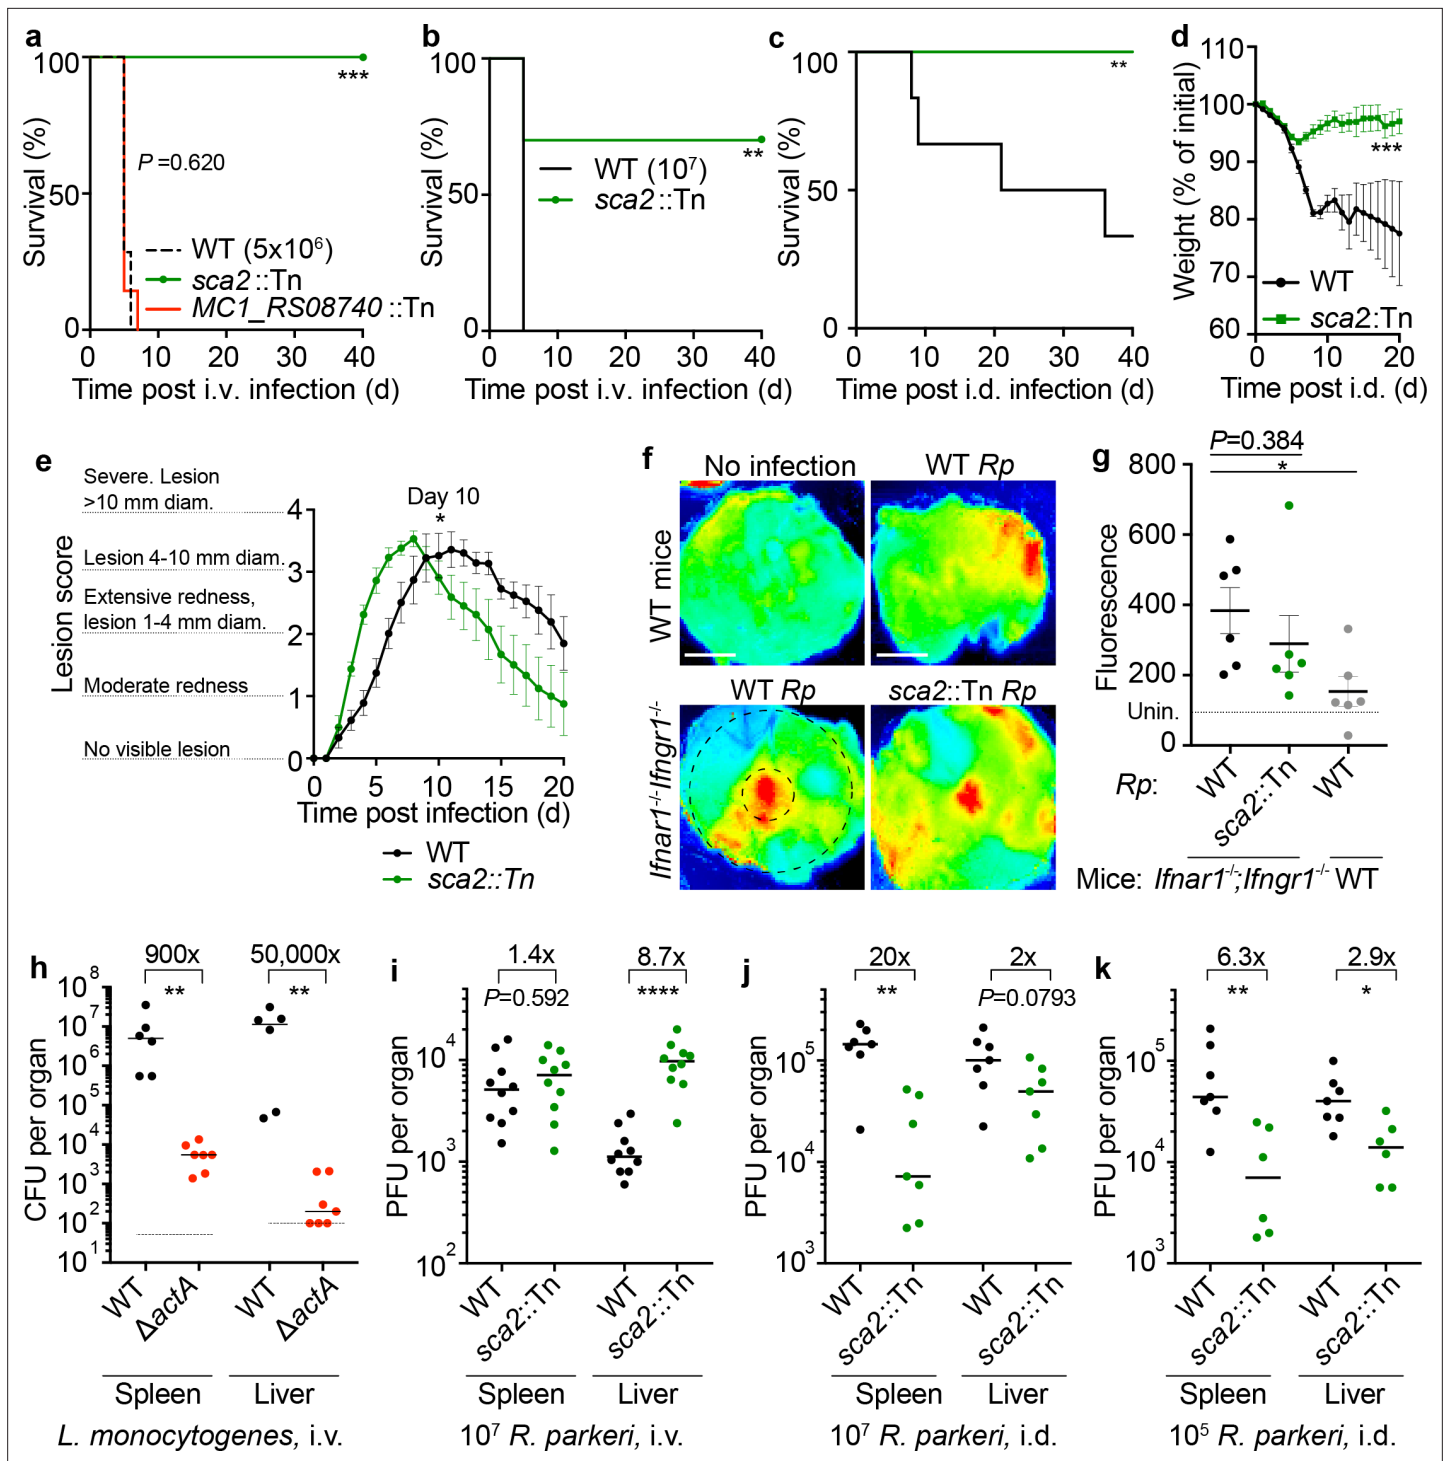 a
100
50
0
Survival (%)
P =0.620
***
WT (5x10⁶)
sca2::Tn
MC1_RS08740::Tn
0 10 20 30 40
Time post i.v. infection (d)
b
100
50
0
Survival (%)
**
WT (10⁷)
sca2::Tn
0 10 20 30 40
Time post i.v. infection (d)
c
100
50
0
Survival (%)
**
0 10 20 30 40
Time post i.d. infection (d)
d
110
100
90
80
70
60
Weight (% of initial)
***
WT
sca2:Tn
0 10 20
Time post i.d. (d)
e
Severe. Lesion
>10 mm diam.
Lesion 4-10 mm diam.
Extensive redness,
lesion 1-4 mm diam.
Moderate redness
No visible lesion
Lesion score
4
3
2
1
0
Day 10
*
0 5 10 15 20
Time post infection (d)
WT
sca2::Tn
f
No infection
WT Rp
WT mice
WT Rp
sca2::Tn Rp
Ifnar1⁻/⁻Ifngr1⁻/⁻
g
P=0.384
*
800
600
400
200
0
Fluorescence
Unin.
Rp:
WT
sca2::Tn
WT
Mice: Ifnar1⁻/⁻;Ifngr1⁻/⁻ WT
h
900x
50,000x
**
**
10⁸
10⁷
10⁶
10⁵
10⁴
10³
10²
10¹
CFU per organ
WT
ΔactA
WT
ΔactA
Spleen
Liver
L. monocytogenes, i.v.
i
1.4x
8.7x
P=0.592
****
10⁴
10³
10²
PFU per organ
WT
sca2::Tn
WT
sca2::Tn
Spleen
Liver
10⁷ R. parkeri, i.v.
j
20x
2x
**
P=0.0793
10⁵
10⁴
10³
PFU per organ
WT
sca2::Tn
WT
sca2::Tn
Spleen
Liver
10⁷ R. parkeri, i.d.
k
6.3x
2.9x
**
*
10⁵
10⁴
10³
PFU per organ
WT
sca2::Tn
WT
sca2::Tn
Spleen
Liver
10⁵ R. parkeri, i.d.